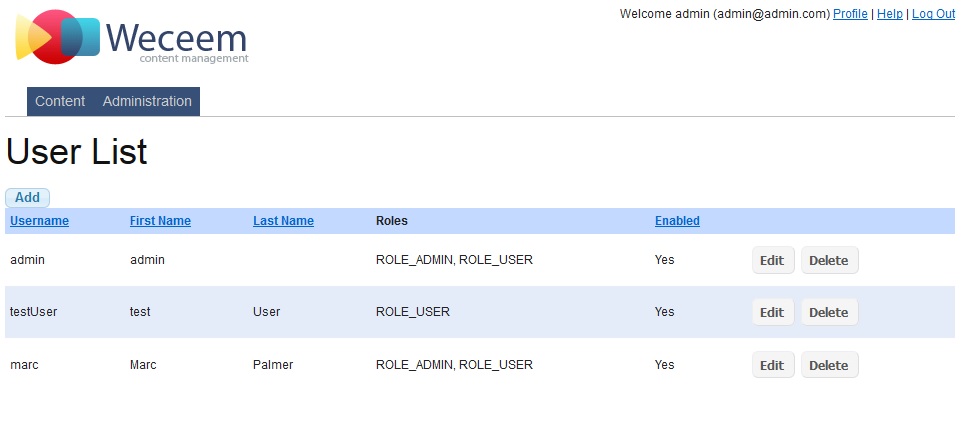 Welcome admin (admin@admin.com) Profile | Help | Log Out
Weceem
content management
Content Administration
User List
Add
Username First Name Last Name Roles Enabled
admin admin ROLE_ADMIN, ROLE_USER Yes Edit Delete
testUser test User ROLE_USER Yes Edit Delete
marc Marc Palmer ROLE_ADMIN, ROLE_USER Yes Edit Delete